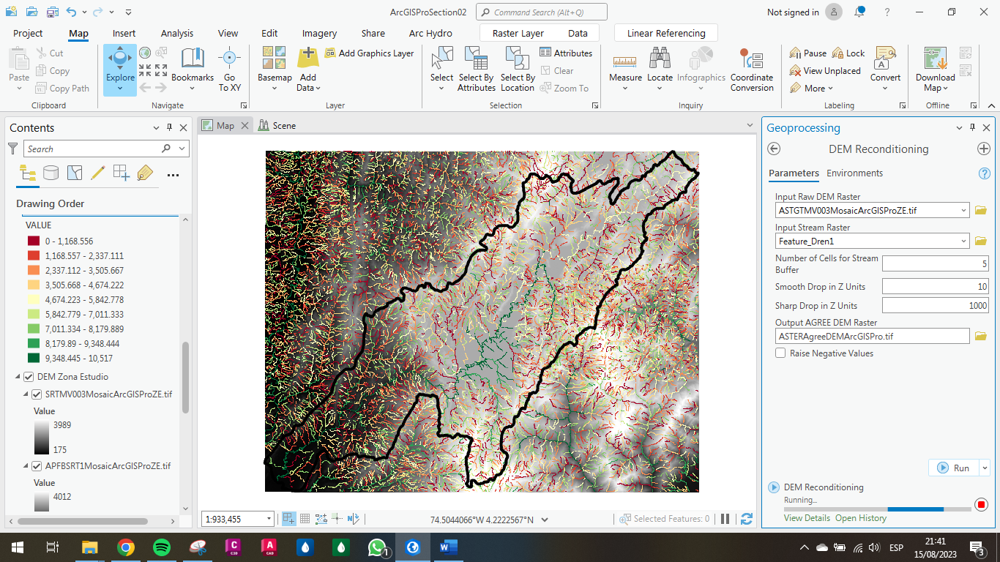 ArcGISProSection02
Command Search (Alt+Q)
Not signed in
Project
Map
Insert
Analysis
View
Edit
Imagery
Share
Arc Hydro
Raster Layer
Data
Linear Referencing
Paste
Cut
Copy
Copy Path
Clipboard
Explore
Bookmarks
Go
To XY
Navigate
Basemap
Add
Data
Add Graphics Layer
Layer
Select
Select By
Attributes
Select By
Location
Attributes
Clear
Zoom To
Selection
Measure
Locate
Infographics
Coordinate
Conversion
Inquiry
Pause
Lock
View Unplaced
More
Convert
Labeling
Download
Map
Offline
Contents
Search
Drawing Order
VALUE
0 - 1,168.556
1,168.557 - 2,337.111
2,337.112 - 3,505.667
3,505.668 - 4,674.222
4,674.223 - 5,842.778
5,842.779 - 7,011.333
7,011.334 - 8,179.889
8,179.89 - 9,348.444
9,348.445 - 10,517
DEM Zona Estudio
SRTMV003MosaicArcGISProZE.tif
Value
3989
175
APFBSRT1MosaicArcGISProZE.tif
Value
4012
Map
Scene
1:933,455
74.5044066°W 4.2222567°N
Selected Features: 0
Geoprocessing
DEM Reconditioning
Parameters
Environments
Input Raw DEM Raster
ASTGTMV003MosaicArcGISProZE.tif
Input Stream Raster
Feature_Dren1
Number of Cells for Stream
Buffer
5
Smooth Drop in Z Units
10
Sharp Drop in Z Units
1000
Output AGREE DEM Raster
ASTERAgreeDEMArcGISPro.tif
Raise Negative Values
Run
DEM Reconditioning
Running...
View Details
Open History
C
C3D
A
CAD
1
W
ESP
21:41
15/08/2023
3